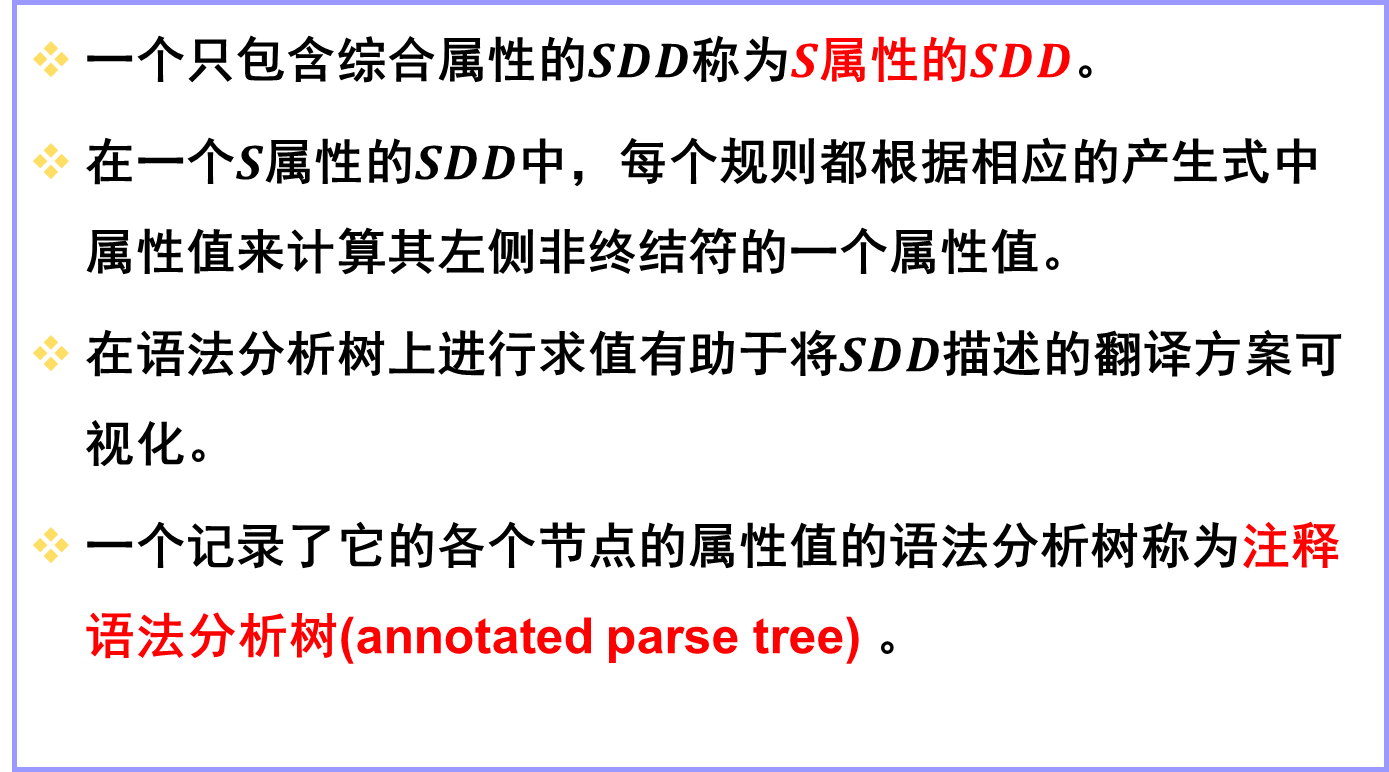 一个只包含综合属性的SDD称为S属性的SDD。
在一个S属性的SDD中，每个规则都根据相应的产生式中
属性值来计算其左侧非终结符的一个属性值。
在语法分析树上进行求值有助于将SDD描述的翻译方案可
视化。
一个记录了它的各个节点的属性值的语法分析树称为注释
语法分析树(annotated parse tree) 。